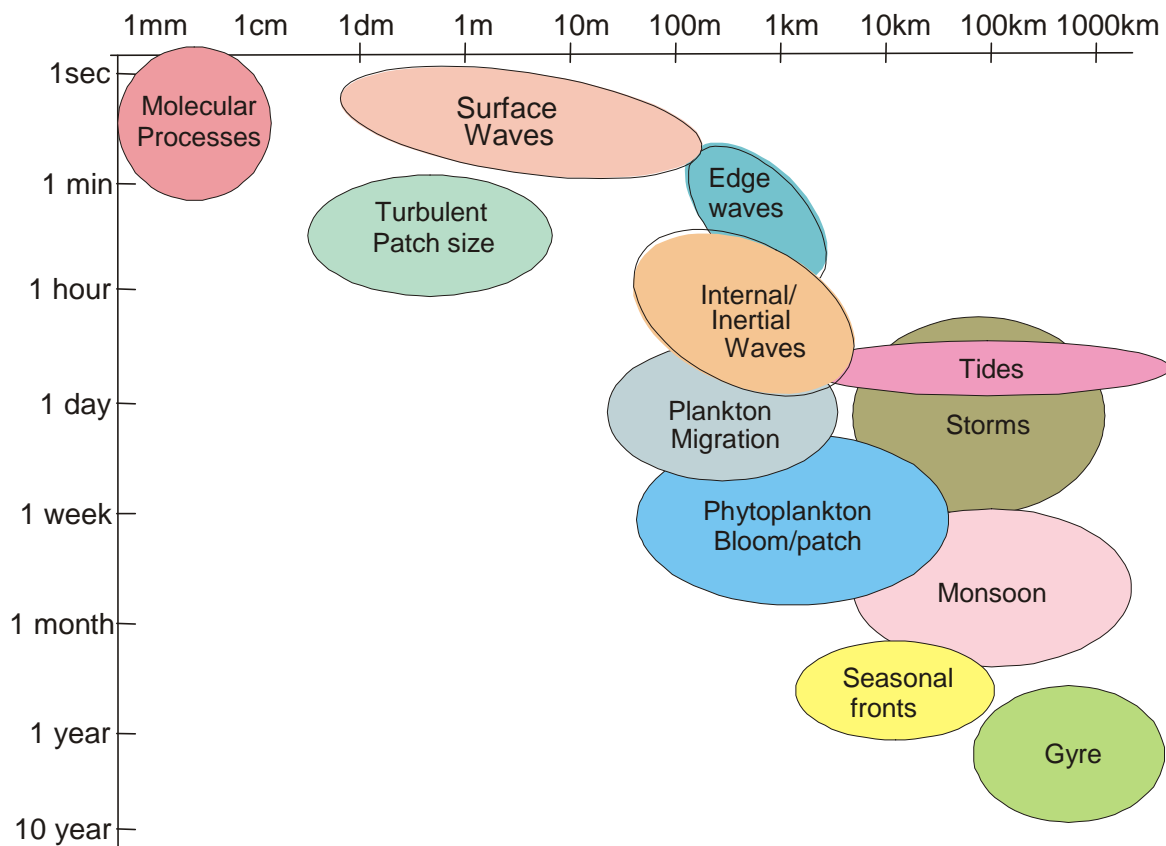 1mm 1cm 1dm 1m 10m 100m 1km 10km 100km 1000km
1sec
1 min
1 hour
1 day
1 week
1 month
1 year
10 year
Molecular
Processes
Surface
Waves
Turbulent
Patch size
Edge
waves
Internal/
Inertial
Waves
Tides
Plankton
Migration
Storms
Phytoplankton
Bloom/patch
Monsoon
Seasonal
fronts
Gyre